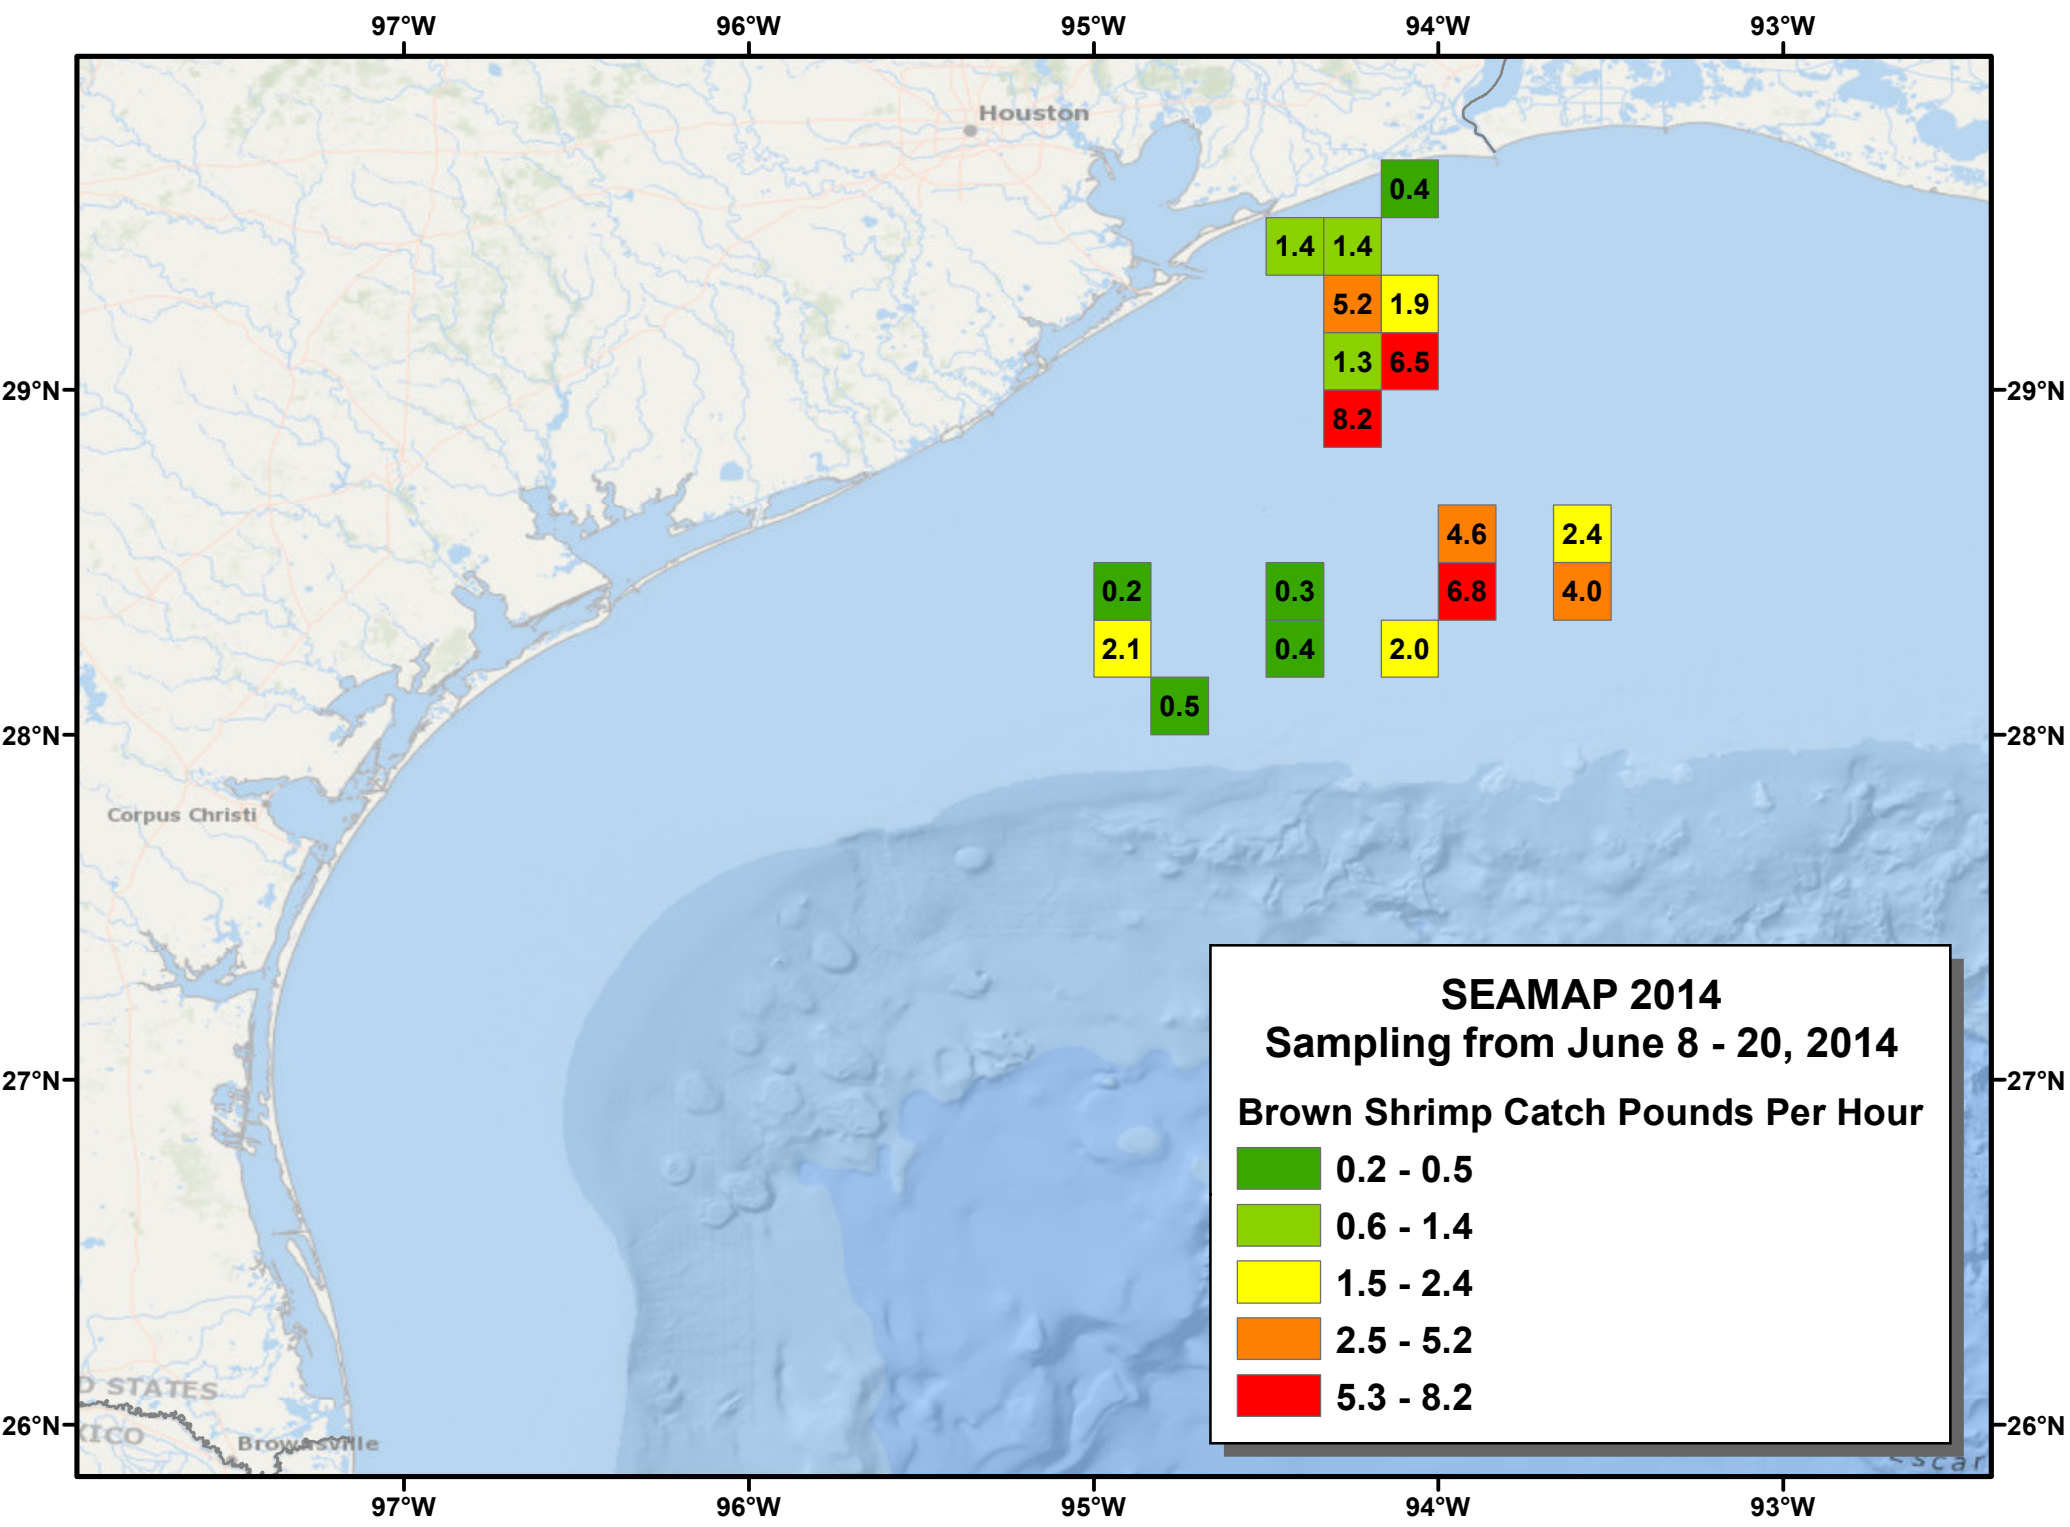 97°W 96°W 95°W 94°W 93°W
Houston
0.4
1.4 1.4
5.2 1.9
29°N 1.3 6.5 29°N
8.2
4.6 2.4
0.2 0.3 6.8 4.0
2.1 0.4 2.0
0.5
28°N 28°N
Corpus Christi
SEAMAP 2014
Sampling from June 8 - 20, 2014
27°N 27°N
Brown Shrimp Catch Pounds Per Hour
0.2 - 0.5
0.6 - 1.4
1.5 - 2.4
2.5 - 5.2
5.3 - 8.2
D STATES
XICO
26°N 26°N
Brownsville
Escar
97°W 96°W 95°W 94°W 93°W